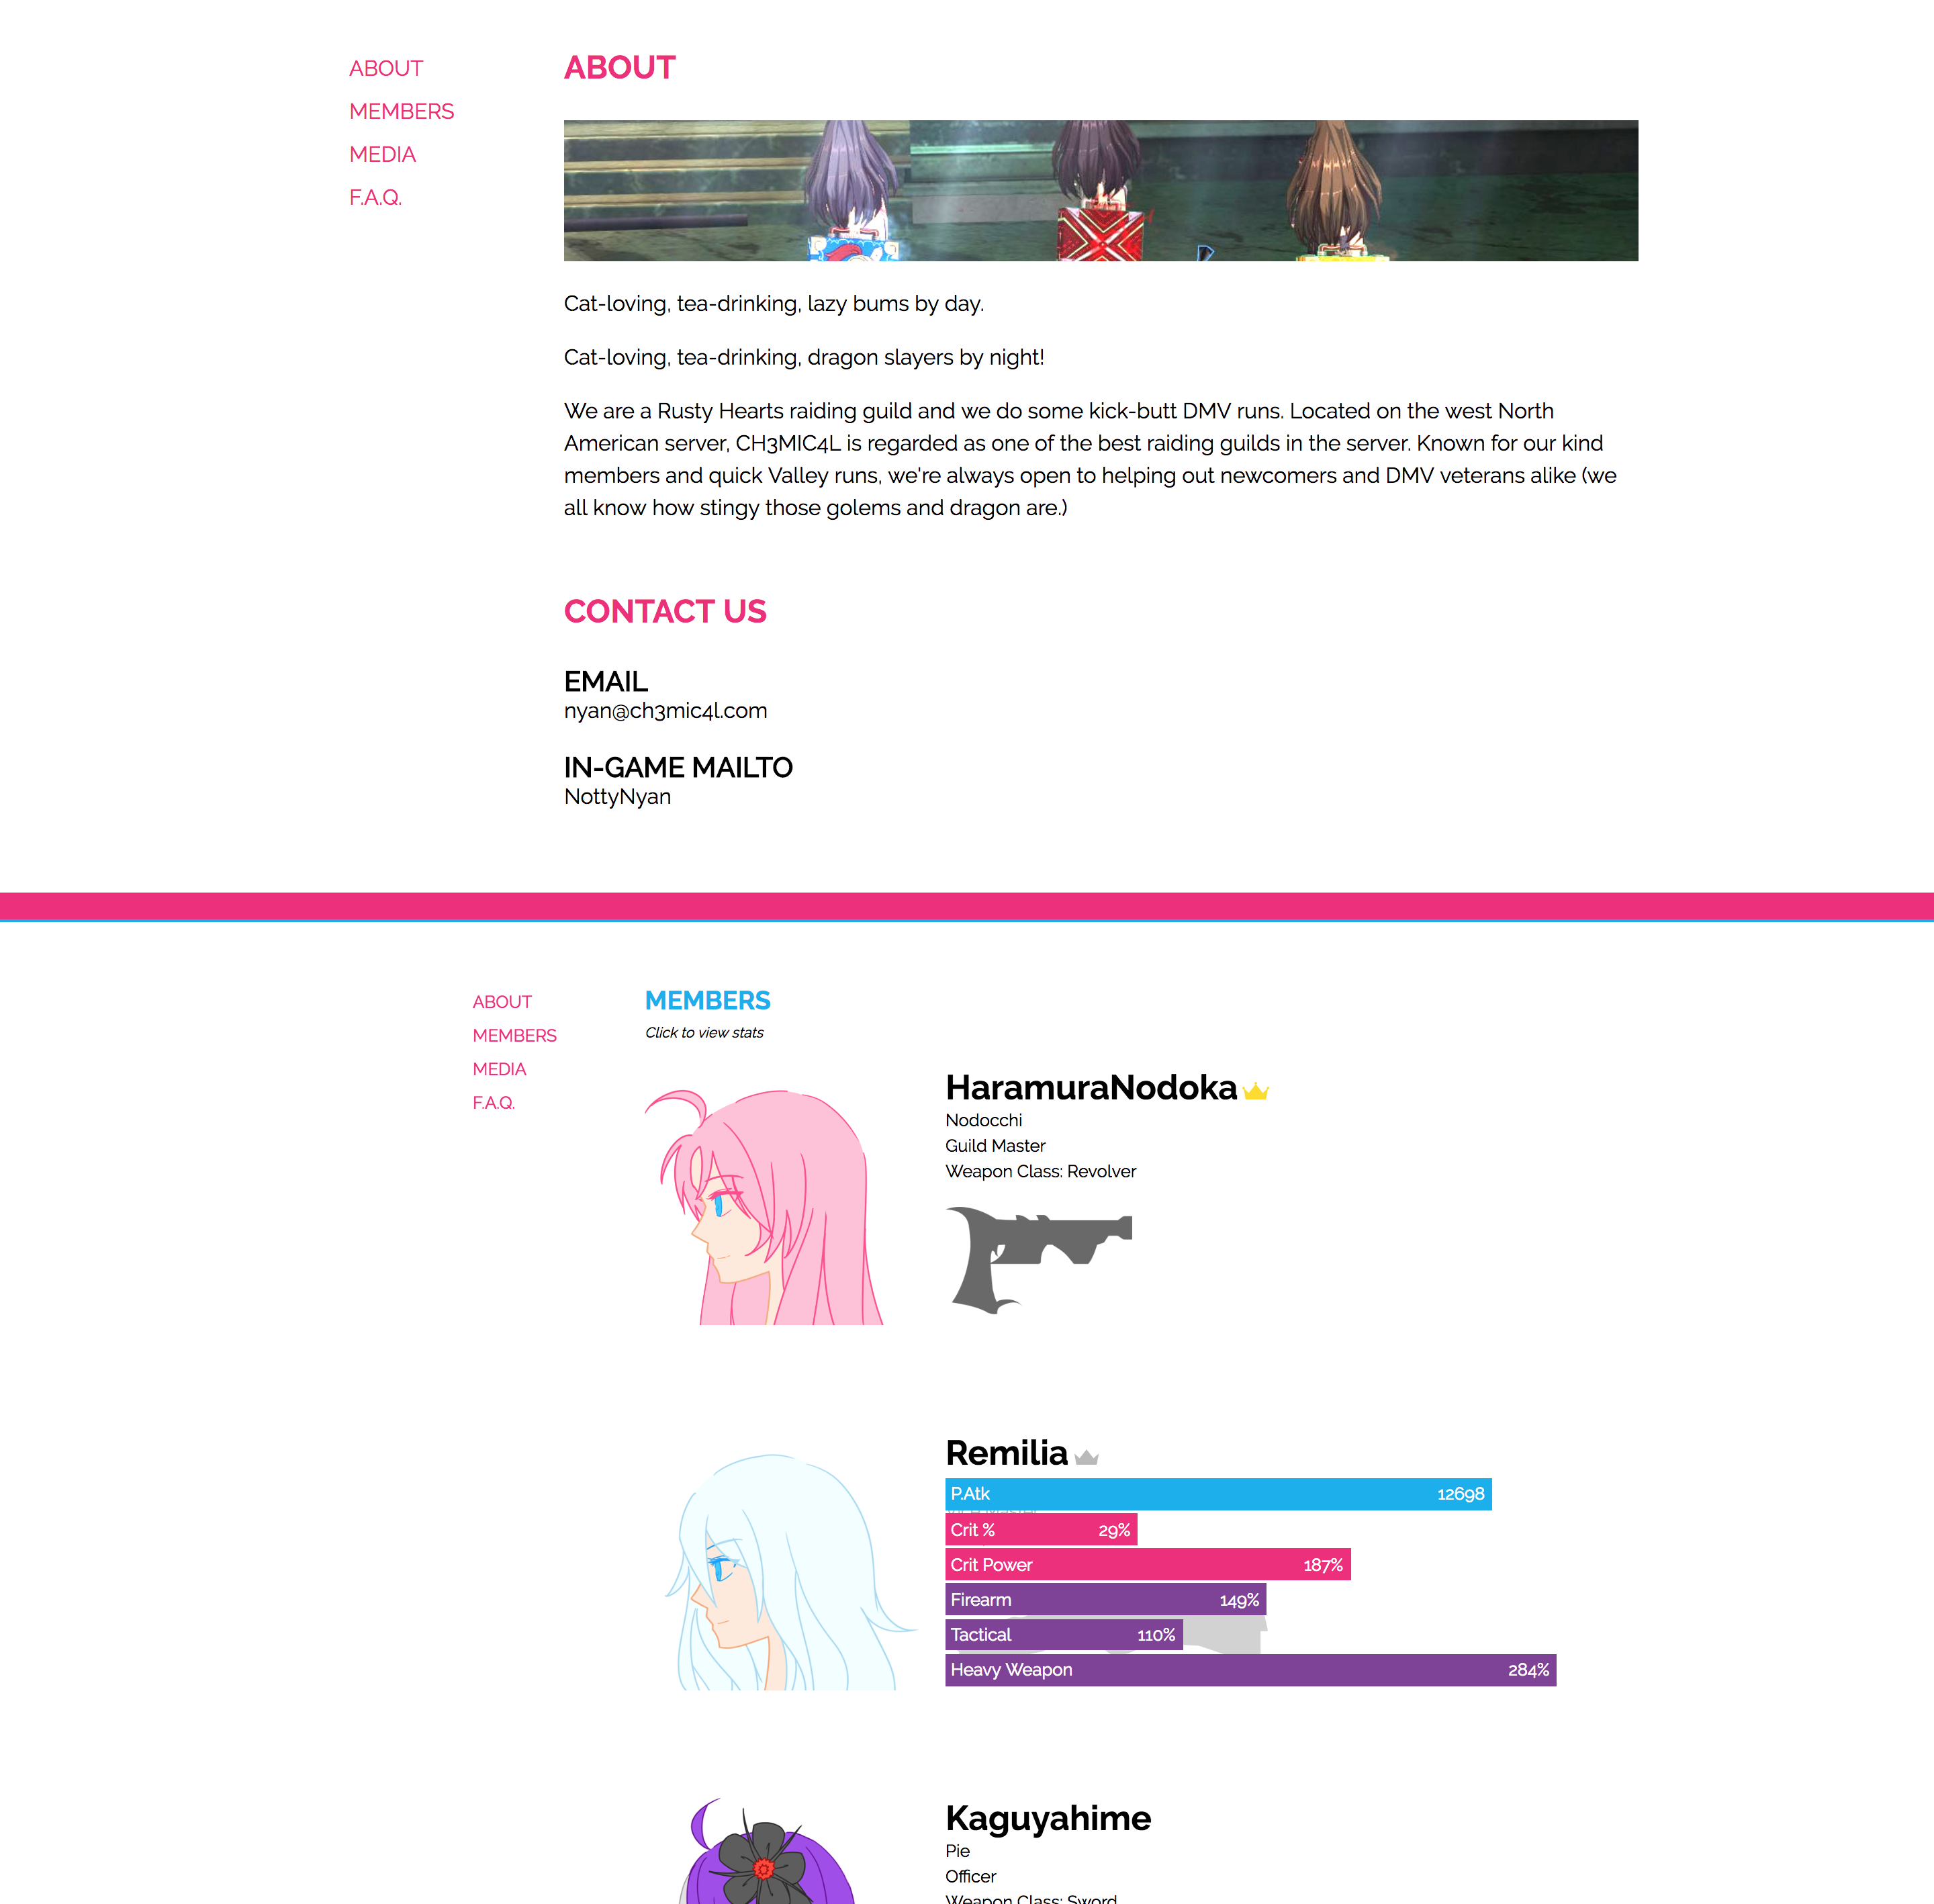 ABOUT
MEMBERS
MEDIA
F.A.Q.
ABOUT
Cat-loving, tea-drinking, lazy bums by day.
Cat-loving, tea-drinking, dragon slayers by night!
We are a Rusty Hearts raiding guild and we do some kick-butt DMV runs. Located on the west North
American server, CH3MIC4L is regarded as one of the best raiding guilds in the server. Known for our kind
members and quick Valley runs, we're always open to helping out newcomers and DMV veterans alike (we
all know how stingy those golems and dragon are.)
CONTACT US
EMAIL
nyan@ch3mic4l.com
IN-GAME MAILTO
NottyNyan
ABOUT
MEMBERS
MEDIA
F.A.Q.
MEMBERS
Click to view stats
HaramuraNodoka
Nodocchi
Guild Master
Weapon Class: Revolver
Remilia
P.Atk 12698
Crit % 29%
Crit Power 187%
Firearm 149%
Tactical 110%
Heavy Weapon 284%
Kaguyahime
Pie
Officer
Weapon Class: Sword